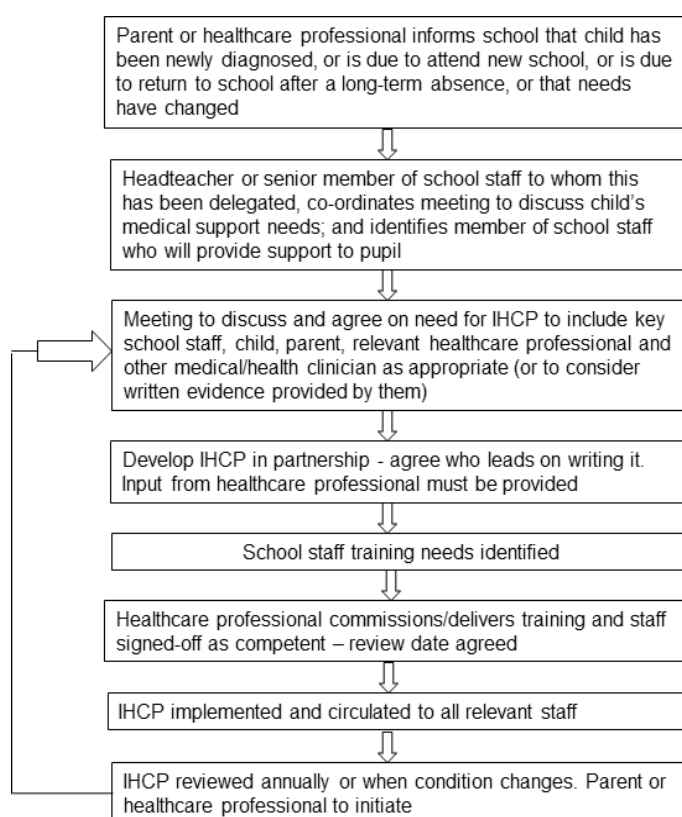 Parent or healthcare professional informs school that child has
been newly diagnosed, or is due to attend new school, or is due
to return to school after a long-term absence, or that needs
have changed
Headteacher or senior member of school staff to whom this
has been delegated, co-ordinates meeting to discuss child's
medical support needs; and identifies member of school staff
who will provide support to pupil
Meeting to discuss and agree on need for IHCP to include key
school staff, child, parent, relevant healthcare professional and
other medical/health clinician as appropriate (or to consider
written evidence provided by them)
Develop IHCP in partnership - agree who leads on writing it.
Input from healthcare professional must be provided
School staff training needs identified
Healthcare professional commissions/delivers training and staff
signed-off as competent – review date agreed
IHCP implemented and circulated to all relevant staff
IHCP reviewed annually or when condition changes. Parent or
healthcare professional to initiate